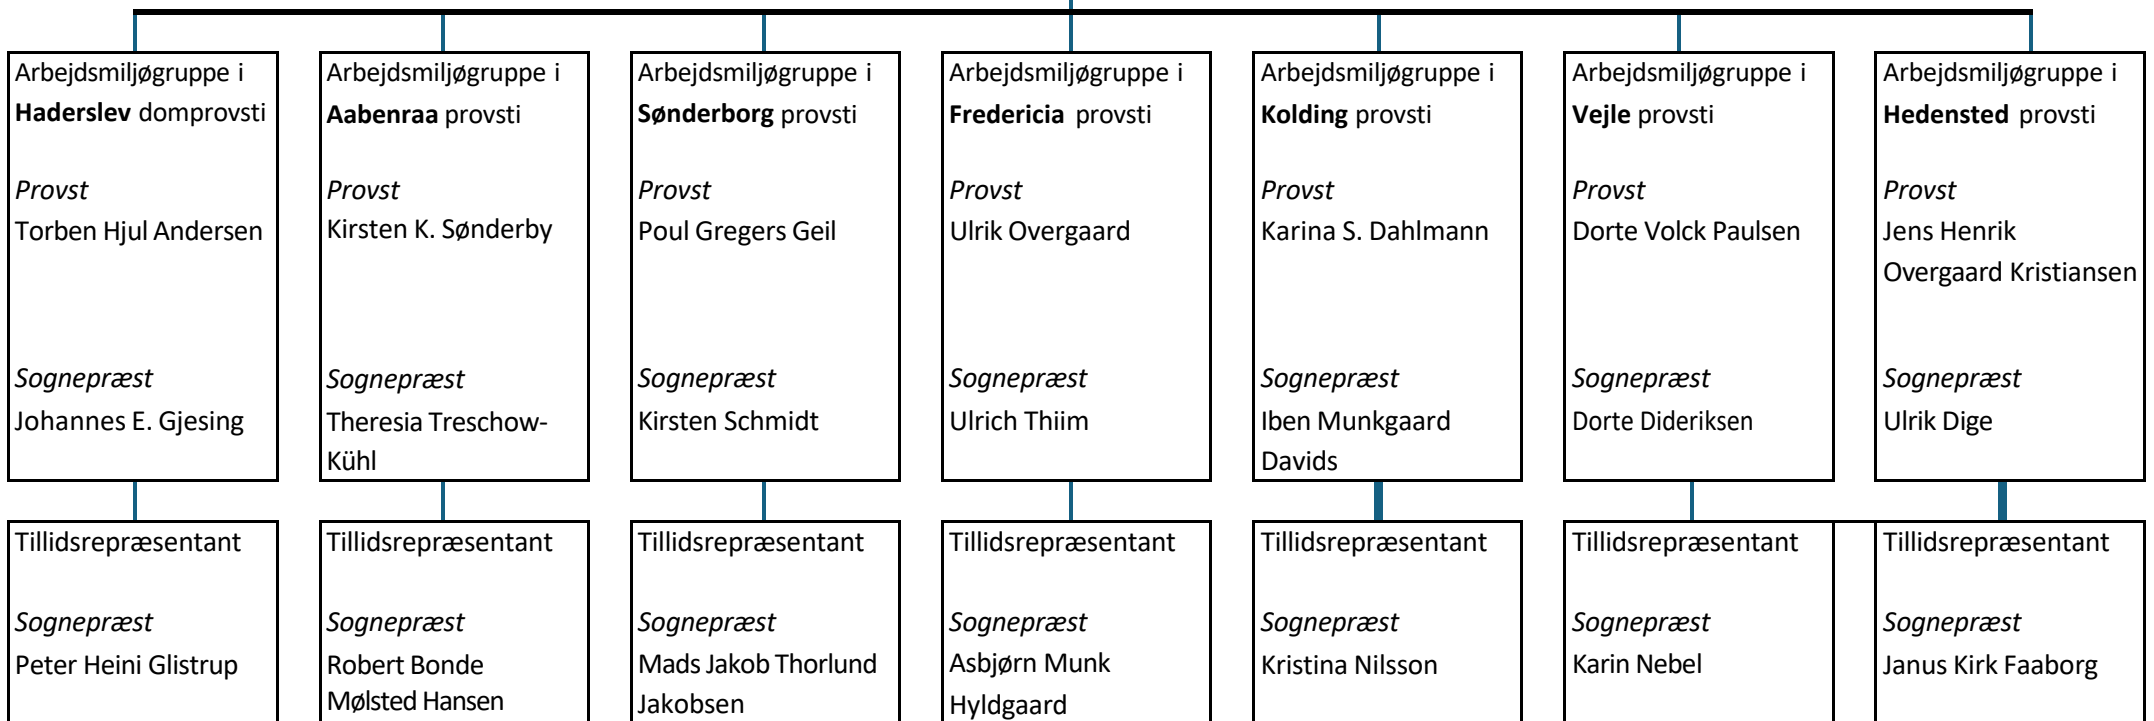 Arbejdsmiljøgruppe i
Haderslev domprovsti
Provst
Torben Hjul Andersen
Sognepræst
Johannes E. Gjesing
Arbejdsmiljøgruppe i
Aabenraa provsti
Provst
Kirsten K. Sønderby
Sognepræst
Theresia Treschow-
Kühl
Arbejdsmiljøgruppe i
Sønderborg provsti
Provst
Poul Gregers Geil
Sognepræst
Kirsten Schmidt
Arbejdsmiljøgruppe i
Fredericia provsti
Provst
Ulrik Overgaard
Sognepræst
Ulrich Thiim
Arbejdsmiljøgruppe i
Kolding provsti
Provst
Karina S. Dahlmann
Sognepræst
Iben Munkgaard
Davids
Arbejdsmiljøgruppe i
Vejle provsti
Provst
Dorte Volck Paulsen
Sognepræst
Dorte Dideriksen
Arbejdsmiljøgruppe i
Hedensted provsti
Provst
Jens Henrik
Overgaard Kristiansen
Sognepræst
Ulrik Dige
Tillidsrepræsentant
Sognepræst
Peter Heini Glistrup
Tillidsrepræsentant
Sognepræst
Robert Bonde
Mølsted Hansen
Tillidsrepræsentant
Sognepræst
Mads Jakob Thorlund
Jakobsen
Tillidsrepræsentant
Sognepræst
Asbjørn Munk
Hyldgaard
Tillidsrepræsentant
Sognepræst
Kristina Nilsson
Tillidsrepræsentant
Sognepræst
Karin Nebel
Tillidsrepræsentant
Sognepræst
Janus Kirk Faaborg